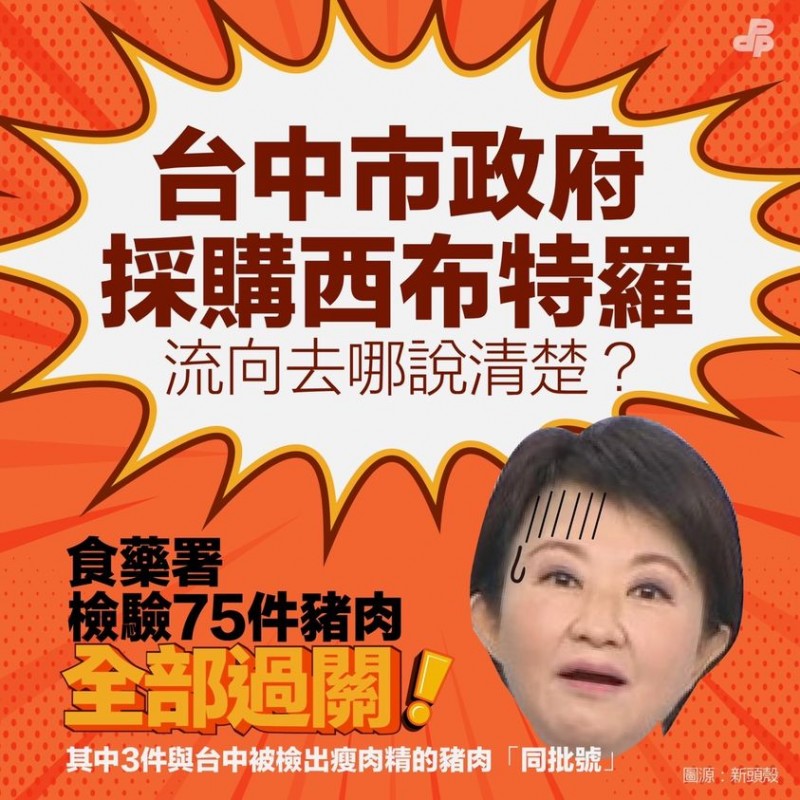 台中市政府
採購西布特羅
流向去哪說清楚？
食藥署
檢驗75件豬肉
全部過關！
其中3件與台中被檢出瘦肉精的豬肉「同批號」
圖源：新頭殼